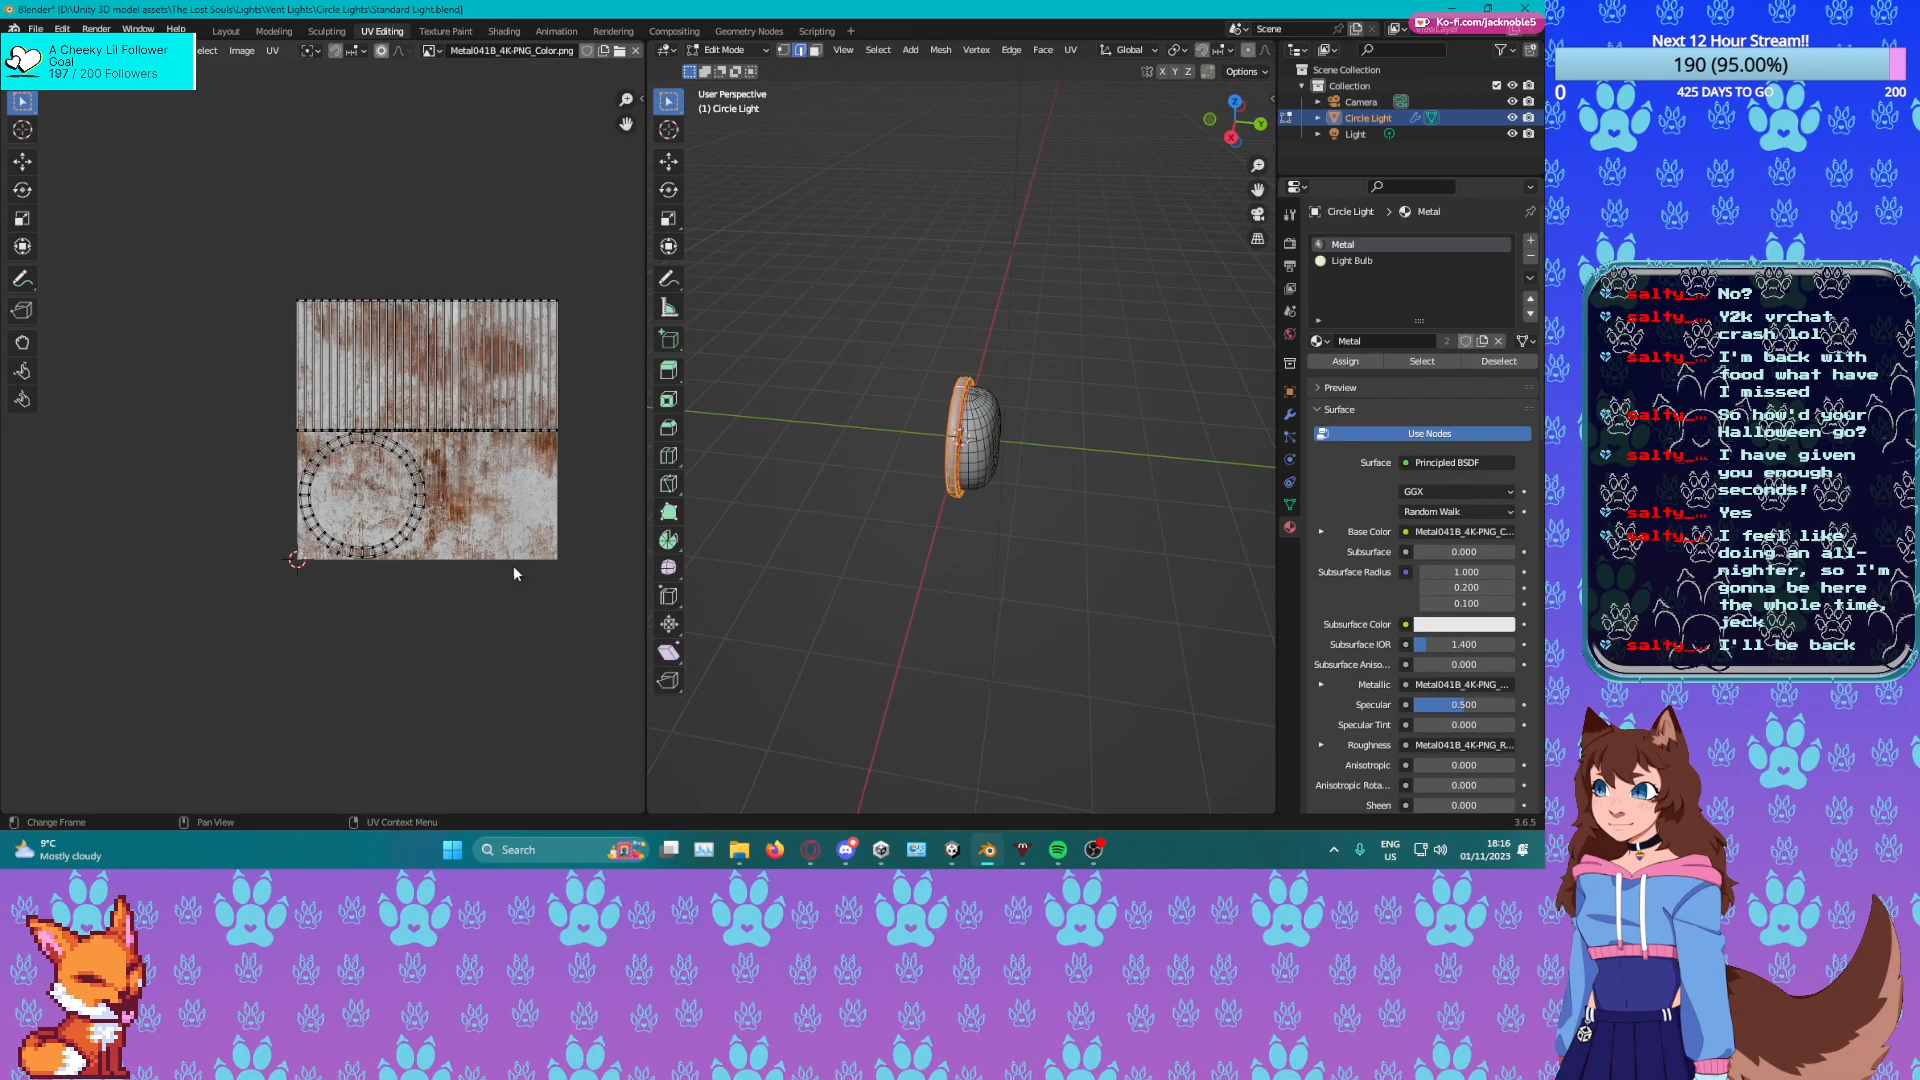 Blender* [D:\Unity 3D model assets\The Lost Souls\Lights\Vent Lights\Circle Lights\Standard Light.blend]
Ko-fi.com/jacknoble5
File Edit Render Window Help Layout Modeling Sculpting UV Editing Texture Paint Shading Animation Rendering Compositing Geometry Nodes Scripting +
Scene
ViewLayer
A Cheeky Lil Follower
Goal
197 / 200 Followers
elect Image UV
Metal041B_4K-PNG_Color.png
Edit Mode View Select Add Mesh Vertex Edge Face UV
Global
X Y Z
Options
User Perspective
(1) Circle Light
Z
Y
X
Scene Collection
Collection
Camera
Circle Light
Light
Circle Light > Metal
Metal
Light Bulb
Metal 2
Assign Select Deselect
Preview
Surface
Use Nodes
Surface Principled BSDF
GGX
Random Walk
Base Color Metal041B_4K-PNG_C...
Subsurface 0.000
Subsurface Radius 1.000
0.200
0.100
Subsurface Color
Subsurface IOR 1.400
Subsurface Aniso... 0.000
Metallic Metal041B_4K-PNG_...
Specular 0.500
Specular Tint 0.000
Roughness Metal041B_4K-PNG_R...
Anisotropic 0.000
Anisotropic Rota... 0.000
Sheen 0.000
Change Frame Pan View UV Context Menu
3.6.5
9°C
Mostly cloudy
Search
ENG
US
18:16
01/11/2023
Next 12 Hour Stream!!
190 (95.00%)
0 425 DAYS TO GO 200
salty_… No?
salty_… Y2k vrchat
crash lol
salty_… I'm back with
food what have
I missed
salty_… So how'd your
Halloween go?
salty_… I have given
you enough
seconds!
salty_… Yes
salty_… I feel like
doing an all-
nighter, so I'm
gonna be here
the whole time,
jeck
salty_… I'll be back